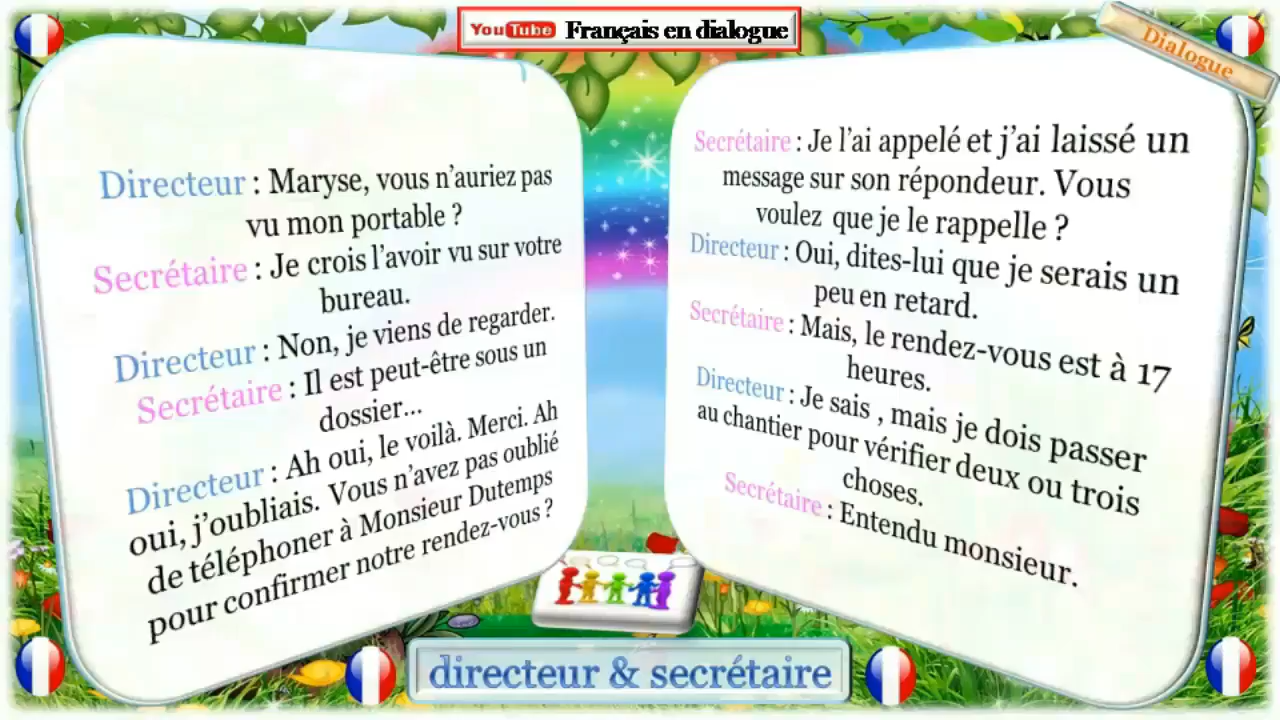 YouTube Français en dialogue
Dialogue
Directeur : Maryse, vous n’auriez pas
vu mon portable ?
Secrétaire : Je crois l’avoir vu sur votre
bureau.
Directeur : Non, je viens de regarder.
Secrétaire : Il est peut-être sous un
dossier...
Directeur : Ah oui, le voilà. Merci. Ah
oui, j’oubliais. Vous n’avez pas oublié
de téléphoner à Monsieur Dutemps
pour confirmer notre rendez-vous ?
Secrétaire : Je l’ai appelé et j’ai laissé un
message sur son répondeur. Vous
voulez que je le rappelle ?
Directeur : Oui, dites-lui que je serais un
peu en retard.
Secrétaire : Mais, le rendez-vous est à 17
heures.
Directeur : Je sais , mais je dois passer
au chantier pour vérifier deux ou trois
choses.
Secrétaire : Entendu monsieur.
directeur & secrétaire